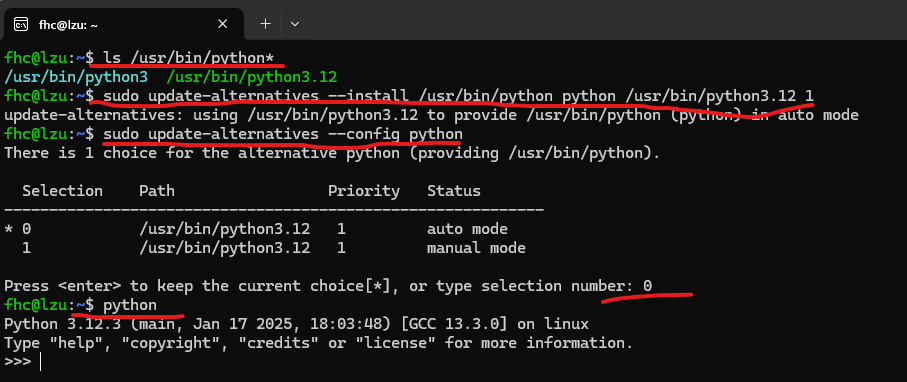 fhc@lzu: ~
fhc@lzu:~$ ls /usr/bin/python*
/usr/bin/python3  /usr/bin/python3.12
fhc@lzu:~$ sudo update-alternatives --install /usr/bin/python python /usr/bin/python3.12 1
update-alternatives: using /usr/bin/python3.12 to provide /usr/bin/python (python) in auto mode
fhc@lzu:~$ sudo update-alternatives --config python
There is 1 choice for the alternative python (providing /usr/bin/python).
  Selection    Path                 Priority   Status
------------------------------------------------------------
* 0            /usr/bin/python3.12   1         auto mode
  1            /usr/bin/python3.12   1         manual mode
Press <enter> to keep the current choice[*], or type selection number: 0
fhc@lzu:~$ python
Python 3.12.3 (main, Jan 17 2025, 18:03:48) [GCC 13.3.0] on linux
Type "help", "copyright", "credits" or "license" for more information.
>>>